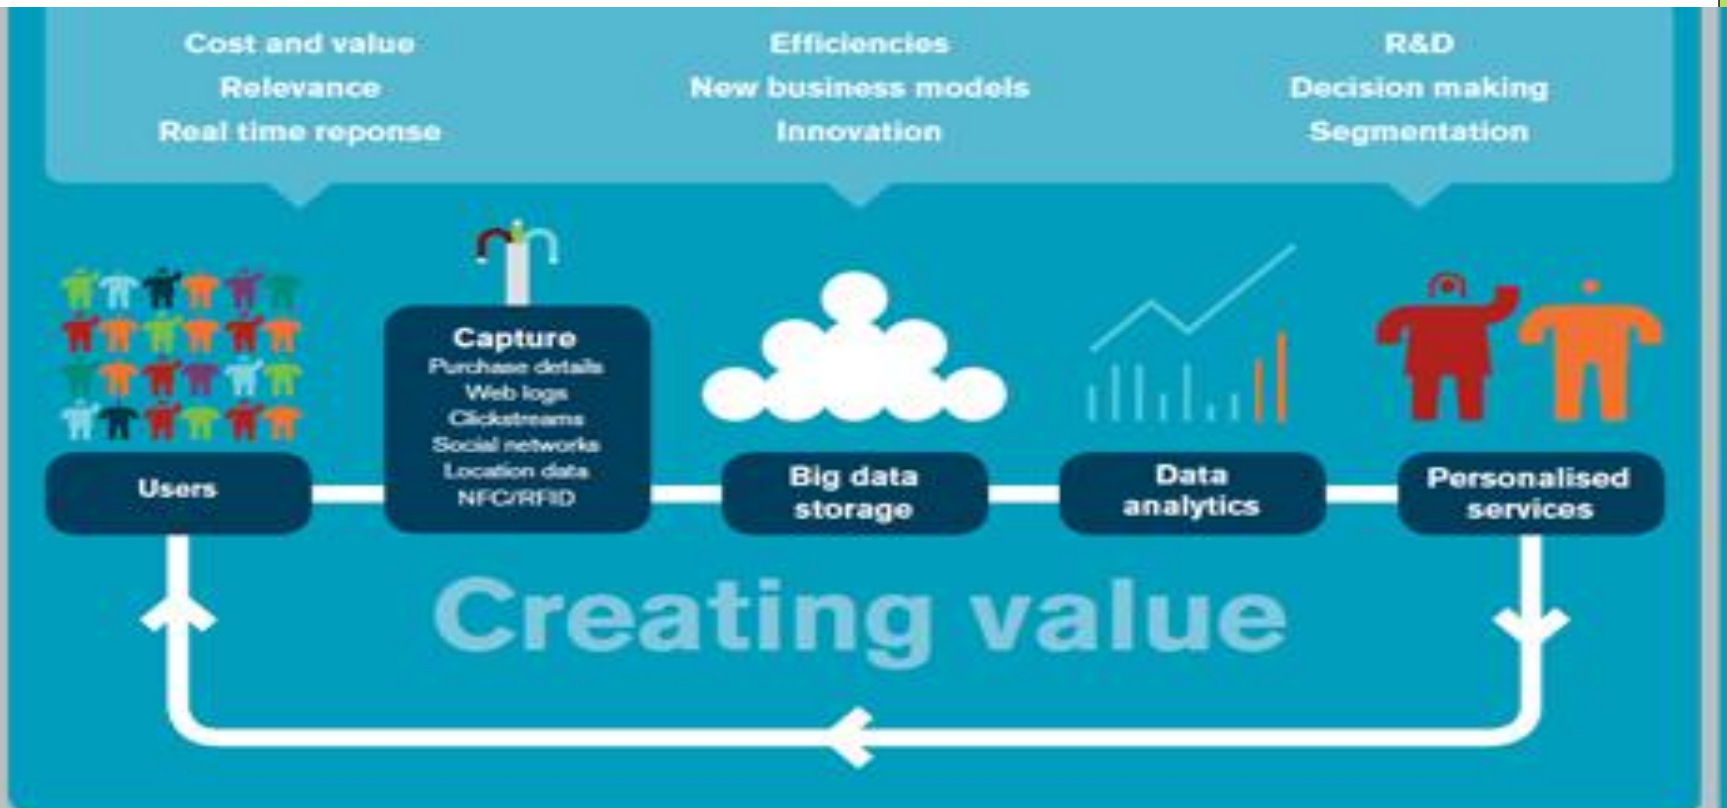 Cost and value
Relevance
Real time reponse
Efficiencies
New business models
Innovation
R&D
Decision making
Segmentation
Users
Capture
Purchase details
Web logs
Clickstreams
Social networks
Location data
NFC/RFID
Big data
storage
Data
analytics
Personalised
services
Creating value